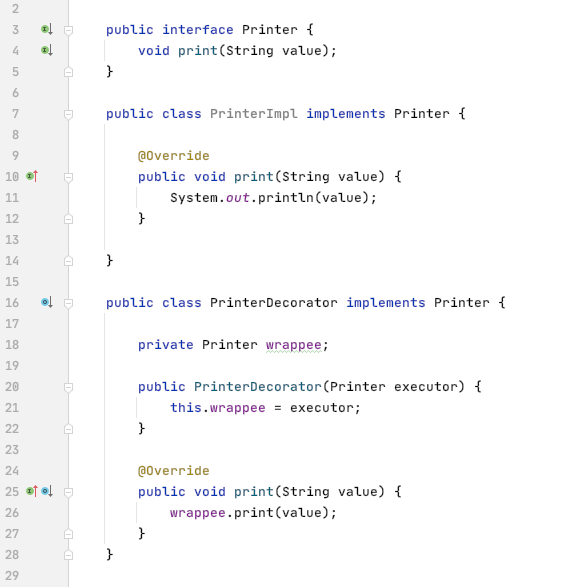 2
3 public interface Printer {
4 void print(String value);
5 }
6
7 public class PrinterImpl implements Printer {
8
9 @Override
10 public void print(String value) {
11 System.out.println(value);
12 }
13
14 }
15
16 public class PrinterDecorator implements Printer {
17
18 private Printer wrappee;
19
20 public PrinterDecorator(Printer executor) {
21 this.wrappee = executor;
22 }
23
24 @Override
25 public void print(String value) {
26 wrappee.print(value);
27 }
28 }
29